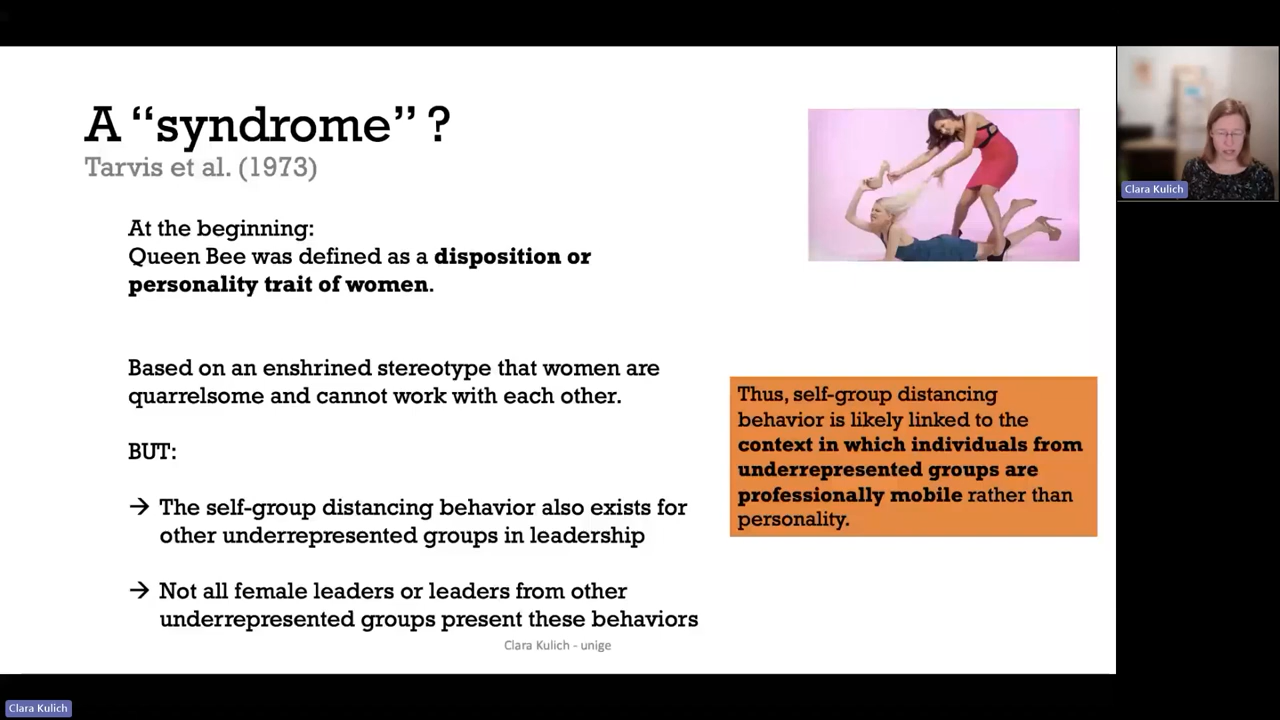 A “syndrome” ?
Tarvis et al. (1973)
At the beginning:
Queen Bee was defined as a disposition or
personality trait of women.
Based on an enshrined stereotype that women are
quarrelsome and cannot work with each other.
BUT:
→ The self-group distancing behavior also exists for
other underrepresented groups in leadership
→ Not all female leaders or leaders from other
underrepresented groups present these behaviors
Thus, self-group distancing
behavior is likely linked to the
context in which individuals from
underrepresented groups are
professionally mobile rather than
personality.
Clara Kulich - unige
Clara Kulich
Clara Kulich